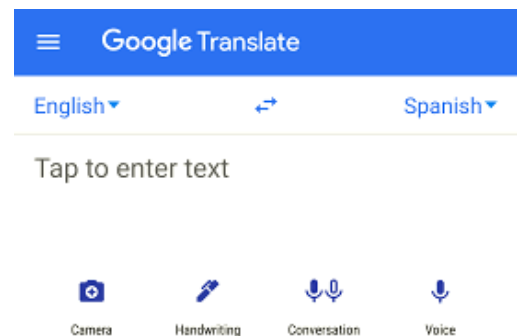 Google Translate
English Spanish
Tap to enter text
Camera Handwriting Conversation Voice